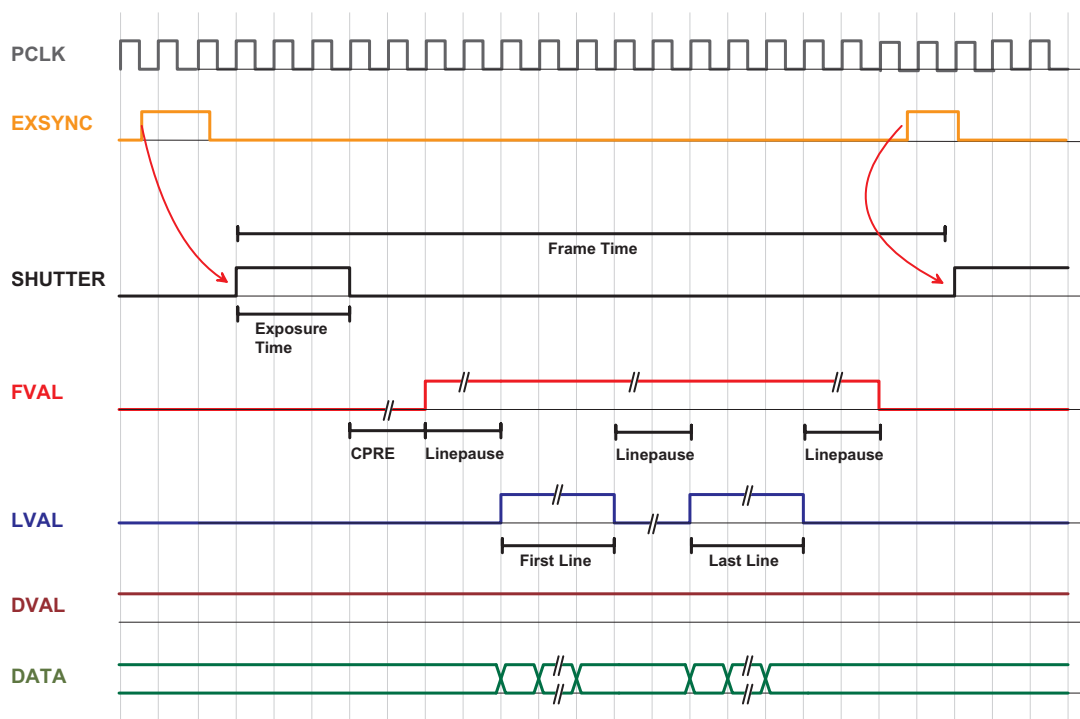 PCLK
EXSYNC
Frame Time
SHUTTER
Exposure
Time
FVAL
CPRE
Linepause
Linepause
Linepause
LVAL
First Line
Last Line
DVAL
DATA